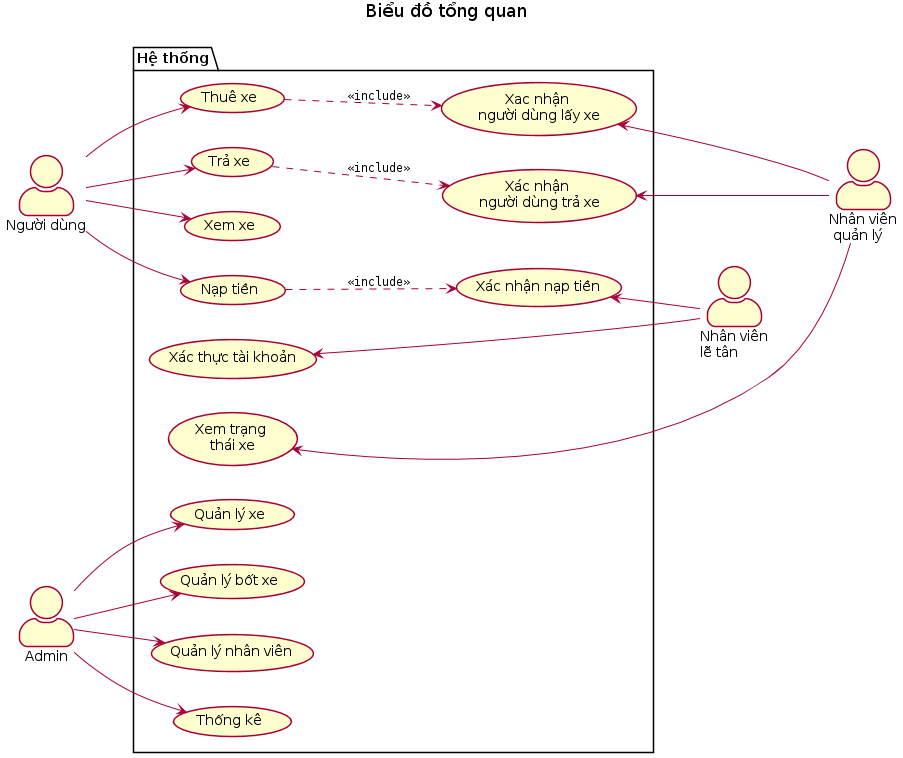 Biểu đồ tổng quan
Hệ thống
Thuê xe
«include»
Xac nhận
người dùng lấy xe
Trả xe
«include»
Xác nhận
người dùng trả xe
Người dùng
Xem xe
Nhân viên
quản lý
Nạp tiền
«include»
Xác nhận nạp tiền
Nhân viên
lễ tân
Xác thực tài khoản
Xem trạng
thái xe
Quản lý xe
Quản lý bốt xe
Admin
Quản lý nhân viên
Thống kê